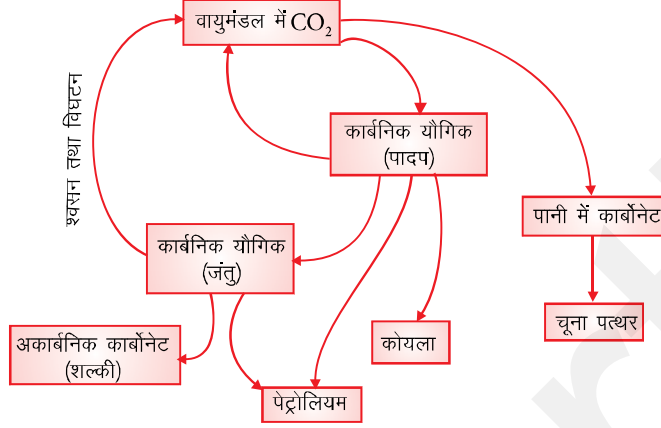 वायुमंडल में CO₂
श्वसन तथा विघटन
कार्बनिक यौगिक
(पादप)
पानी में कार्बोनेट
कार्बनिक यौगिक
(जंतु)
चूना पत्थर
अकार्बनिक कार्बोनेट
(शल्की)
कोयला
पेट्रोलियम